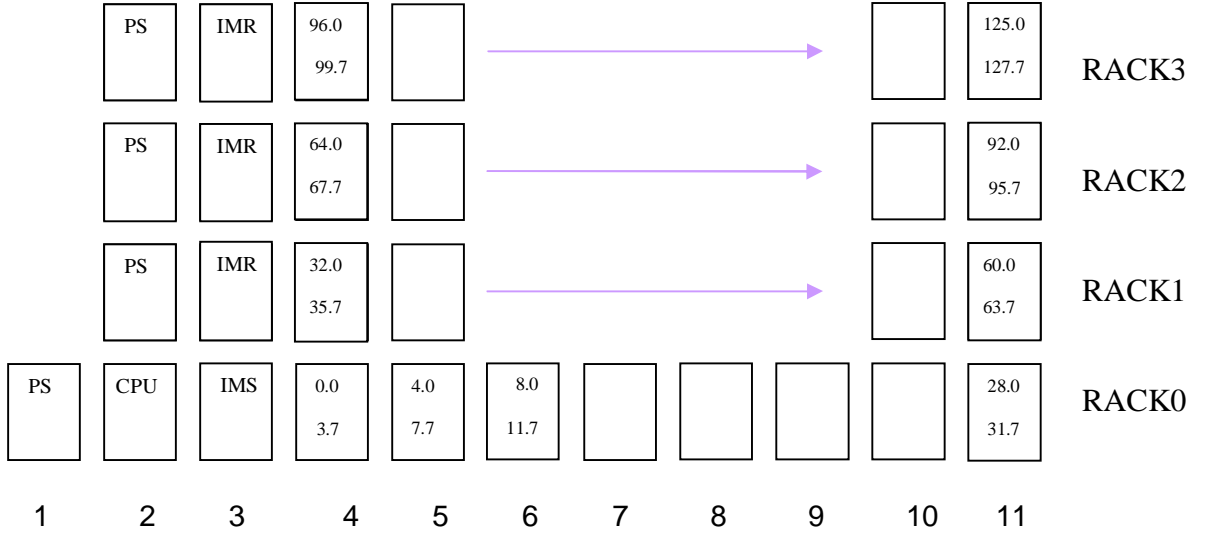 PS IMR 96.0 125.0
99.7 127.7 RACK3
PS IMR 64.0 92.0
67.7 95.7 RACK2
PS IMR 32.0 60.0
35.7 63.7 RACK1
PS CPU IMS 0.0 4.0 8.0 28.0
3.7 7.7 11.7 31.7 RACK0
1 2 3 4 5 6 7 8 9 10 11